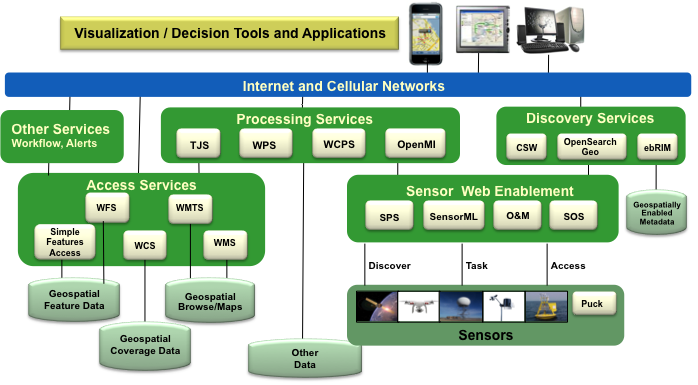 Visualization / Decision Tools and Applications
Internet and Cellular Networks
Other Services
Workflow, Alerts
Processing Services
TJS
WPS
WCPS
OpenMI
Discovery Services
CSW
OpenSearch
Geo
ebRIM
Access Services
WFS
WMTS
Simple
Features
Access
WCS
WMS
Sensor Web Enablement
SPS
SensorML
O&M
SOS
Geospatially
Enabled
Metadata
Discover
Task
Access
Geospatial
Feature Data
Geospatial
Browse/Maps
Geospatial
Coverage Data
Other
Data
Puck
Sensors